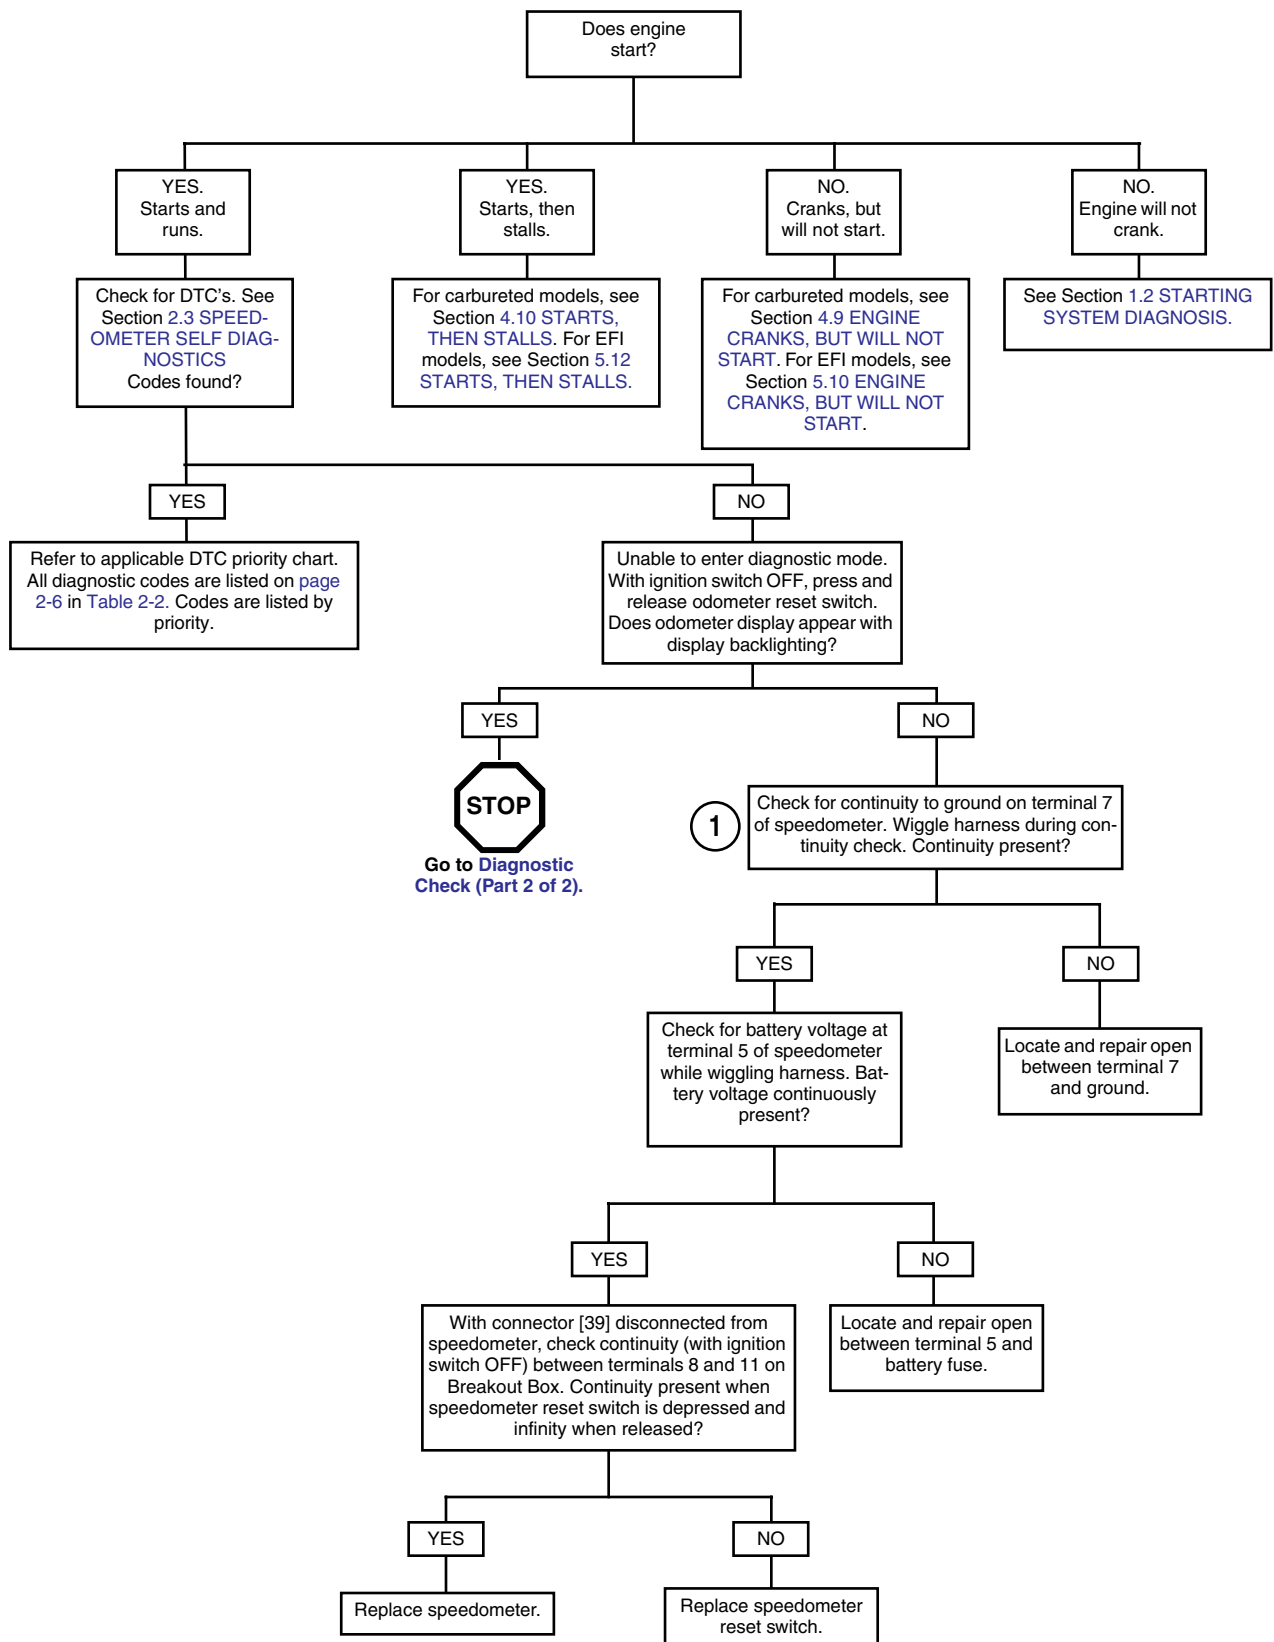 Does engine
start?
YES.
Starts and
runs.
YES.
Starts, then
stalls.
NO.
Cranks, but
will not start.
NO.
Engine will not
crank.
Check for DTC's. See
Section 2.3 SPEED-
OMETER SELF DIAG-
NOSTICS
Codes found?
For carbureted models, see
Section 4.10 STARTS,
THEN STALLS. For EFI
models, see Section 5.12
STARTS, THEN STALLS.
For carbureted models, see
Section 4.9 ENGINE
CRANKS, BUT WILL NOT
START. For EFI models, see
Section 5.10 ENGINE
CRANKS, BUT WILL NOT
START.
See Section 1.2 STARTING
SYSTEM DIAGNOSIS.
YES
NO
Refer to applicable DTC priority chart.
All diagnostic codes are listed on page
2-6 in Table 2-2. Codes are listed by
priority.
Unable to enter diagnostic mode.
With ignition switch OFF, press and
release odometer reset switch.
Does odometer display appear with
display backlighting?
YES
NO
STOP
Go to Diagnostic
Check (Part 2 of 2).
1
Check for continuity to ground on terminal 7
of speedometer. Wiggle harness during con-
tinuity check. Continuity present?
YES
NO
Check for battery voltage at
terminal 5 of speedometer
while wiggling harness. Bat-
tery voltage continuously
present?
Locate and repair open
between terminal 7
and ground.
YES
NO
With connector [39] disconnected from
speedometer, check continuity (with ignition
switch OFF) between terminals 8 and 11 on
Breakout Box. Continuity present when
speedometer reset switch is depressed and
infinity when released?
Locate and repair open
between terminal 5 and
battery fuse.
YES
NO
Replace speedometer.
Replace speedometer
reset switch.